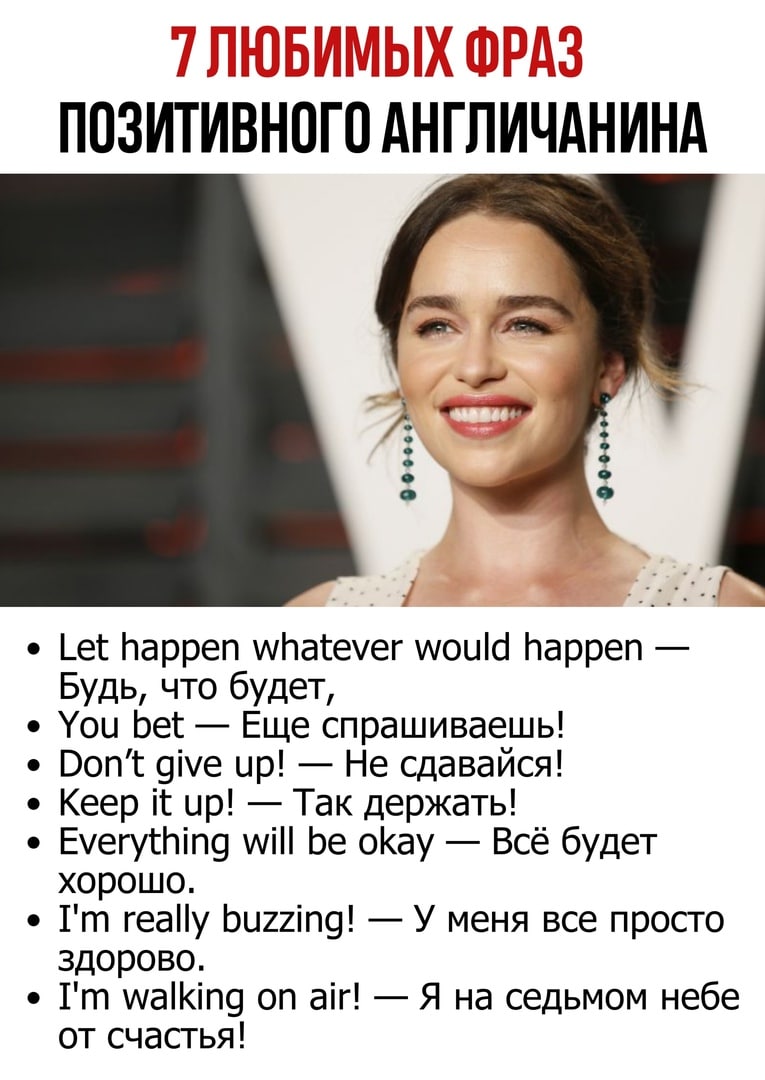 7 ЛЮБИМЫХ ФРАЗ
ПОЗИТИВНОГО АНГЛИЧАНИНА
• Let happen whatever would happen —
Будь, что будет,
• You bet — Еще спрашиваешь!
• Don't give up! — Не сдавайся!
• Keep it up! — Так держать!
• Everything will be okay — Всё будет
хорошо.
• I'm really buzzing! — У меня все просто
здорово.
• I'm walking on air! — Я на седьмом небе
от счастья!